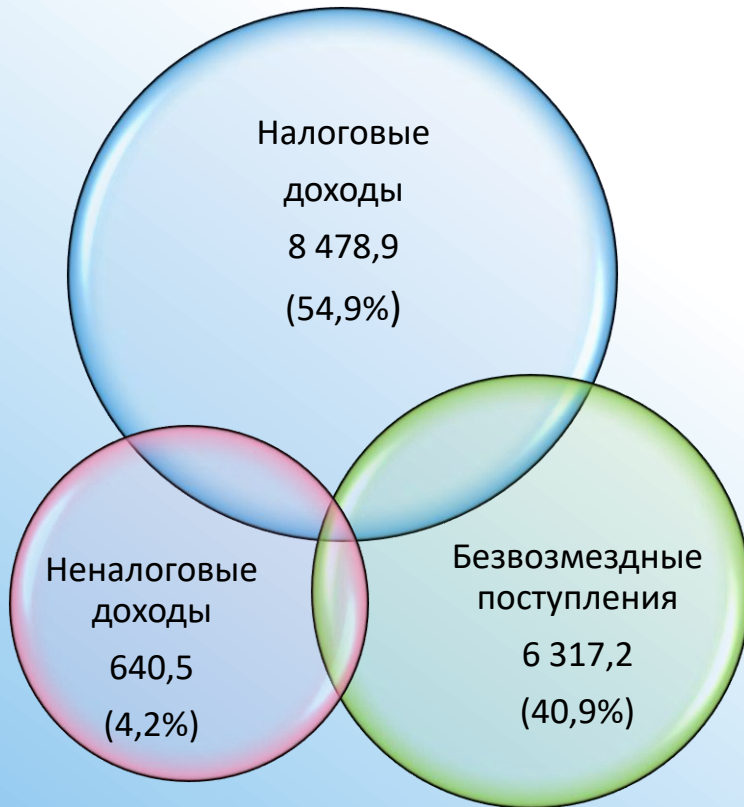 Налоговые
доходы
8 478,9
(54,9%)
Неналоговые
доходы
640,5
(4,2%)
Безвозмездные
поступления
6 317,2
(40,9%)